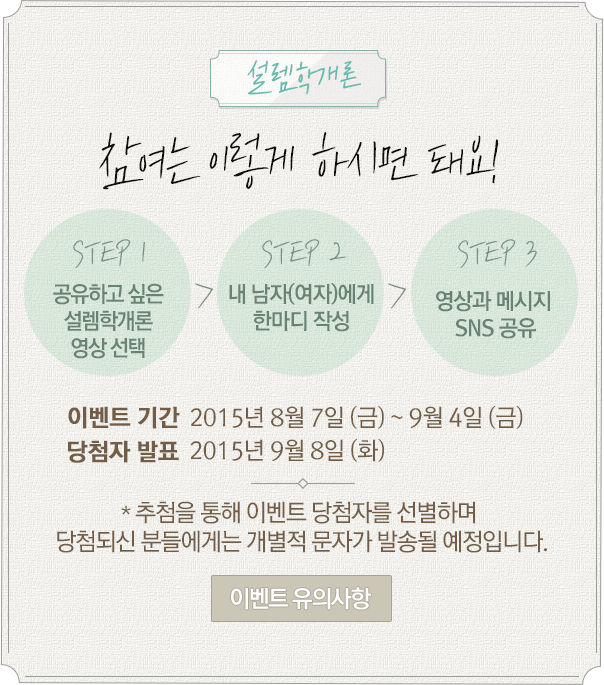 설렘학개론
참여는 이렇게 하시면 돼요!
STEP 1
공유하고 싶은
설렘학개론
영상 선택
>
STEP 2
내 남자(여자)에게
한마디 작성
>
STEP 3
영상과 메시지
SNS 공유
이벤트 기간 2015년 8월 7일 (금) ~ 9월 4일 (금)
당첨자 발표 2015년 9월 8일 (화)
* 추첨을 통해 이벤트 당첨자를 선별하며
당첨되신 분들에게는 개별적 문자가 발송될 예정입니다.
이벤트 유의사항